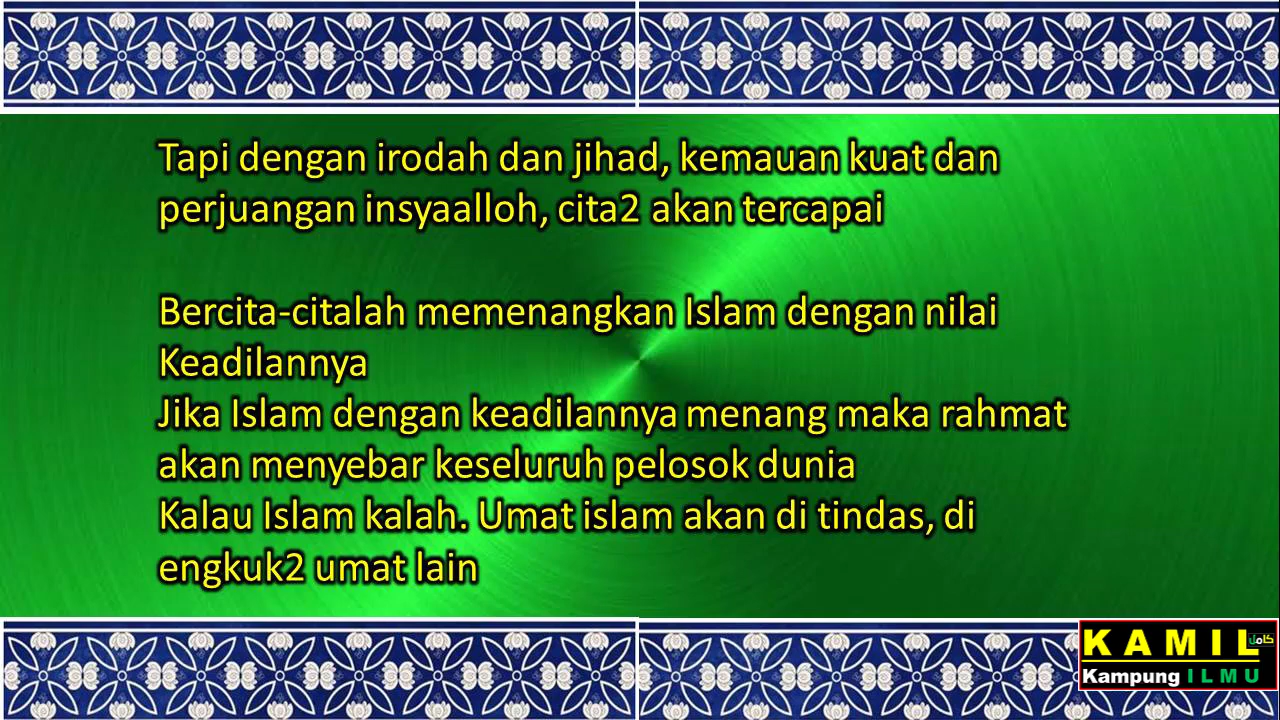 Tapi dengan irodah dan jihad, kemauan kuat dan
perjuangan insyaalloh, cita2 akan tercapai
Bercita-citalah memenangkan Islam dengan nilai
Keadilannya
Jika Islam dengan keadilannya menang maka rahmat
akan menyebar keseluruh pelosok dunia
Kalau Islam kalah. Umat islam akan di tindas, di
engkuk2 umat lain
KAMIL كامل
Kampung ILMU